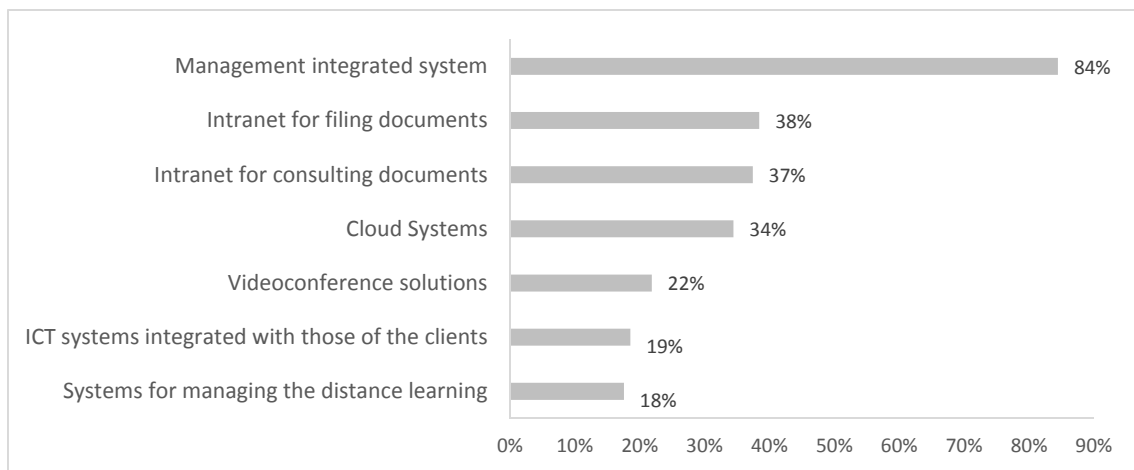 Management integrated system 84%
Intranet for filing documents 38%
Intranet for consulting documents 37%
Cloud Systems 34%
Videoconference solutions 22%
ICT systems integrated with those of the clients 19%
Systems for managing the distance learning 18%
0% 10% 20% 30% 40% 50% 60% 70% 80% 90%